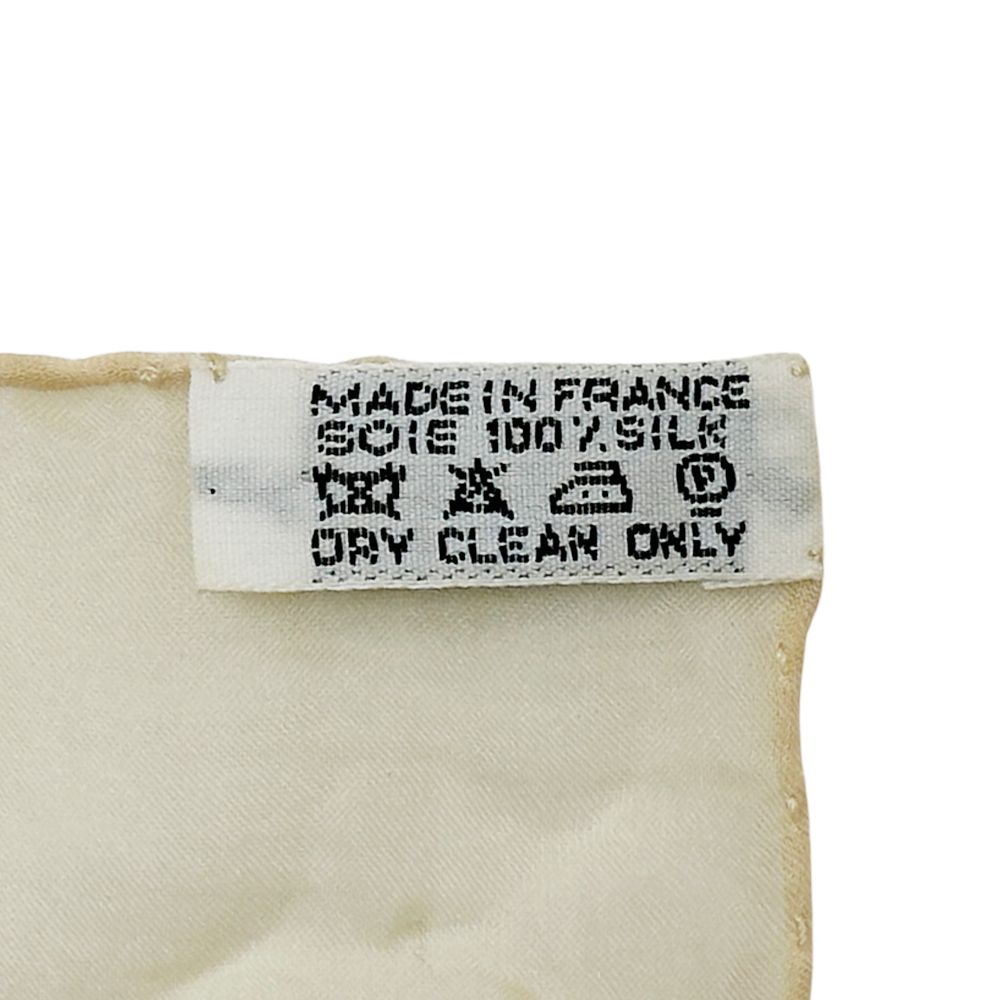 MADE IN FRANCE
SOIE 100% SILK
P
DRY CLEAN ONLY